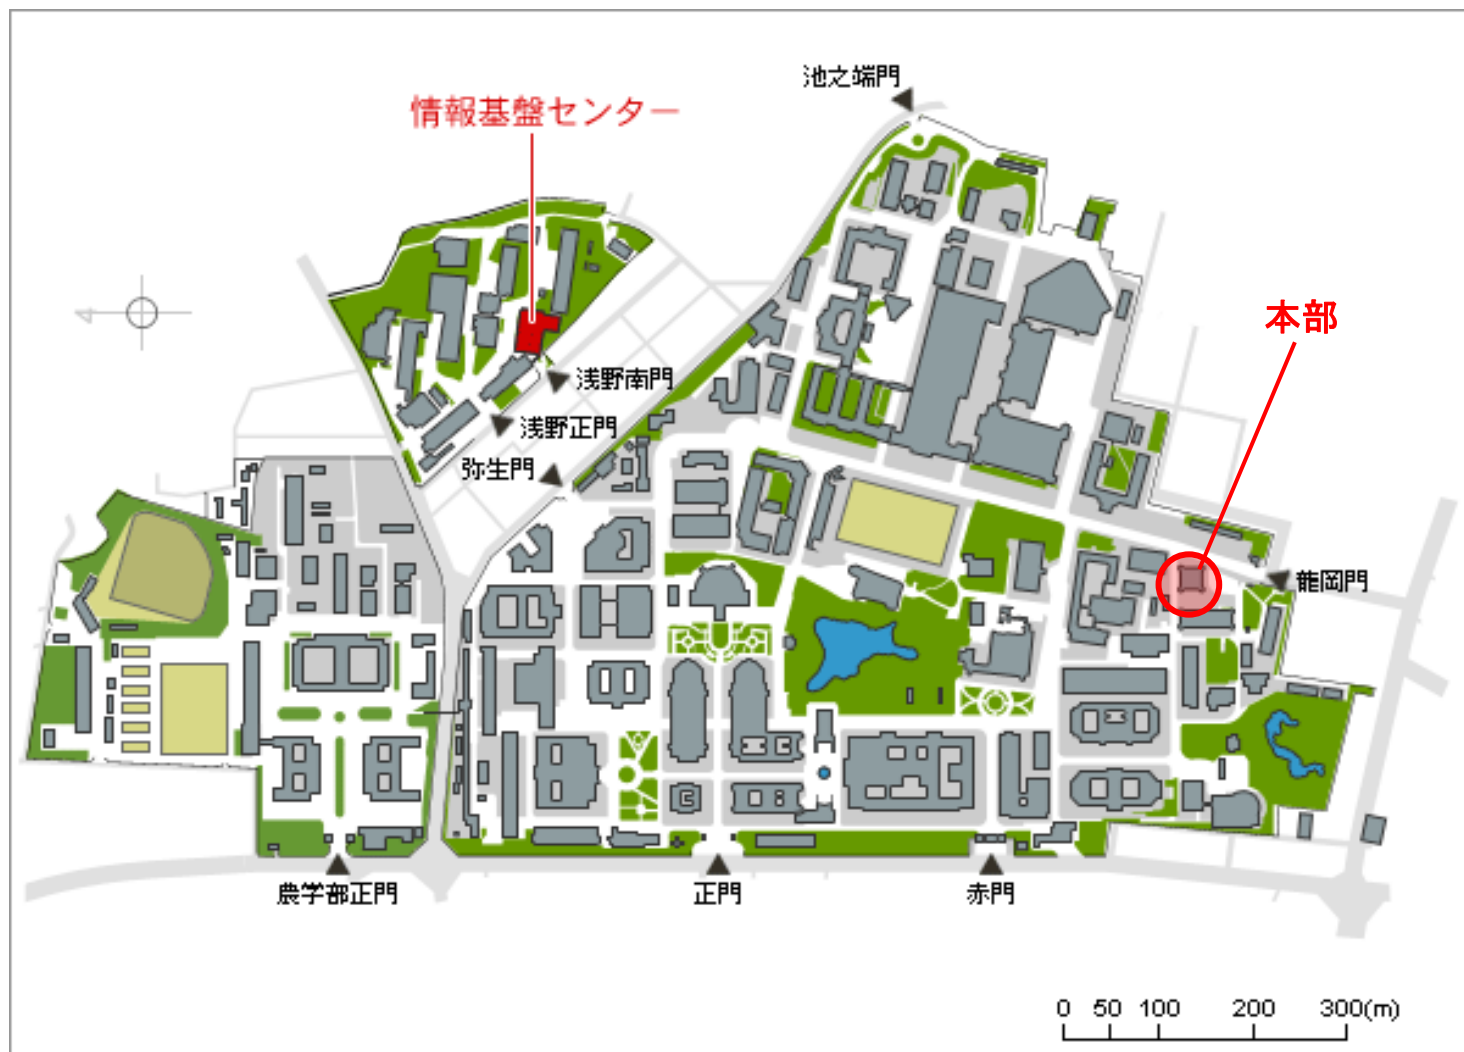 池之端門
情報基盤センター
本部
浅野南門
浅野正門
弥生門
龍岡門
農学部正門
正門
赤門
0 50 100 200 300(m)